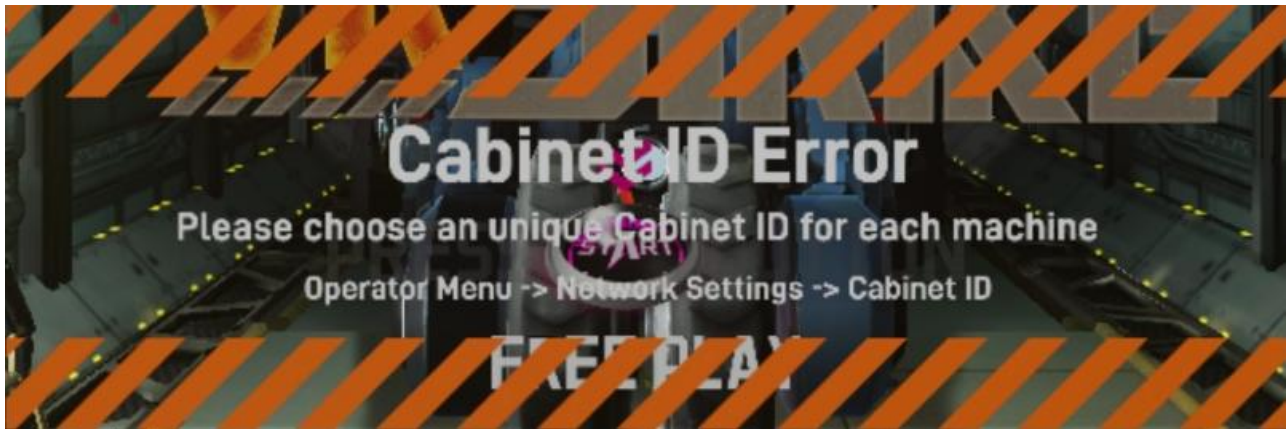 Cabinet ID Error
Please choose an unique Cabinet ID for each machine
START
Operator Menu -> Network Settings -> Cabinet ID
FREE PLAY